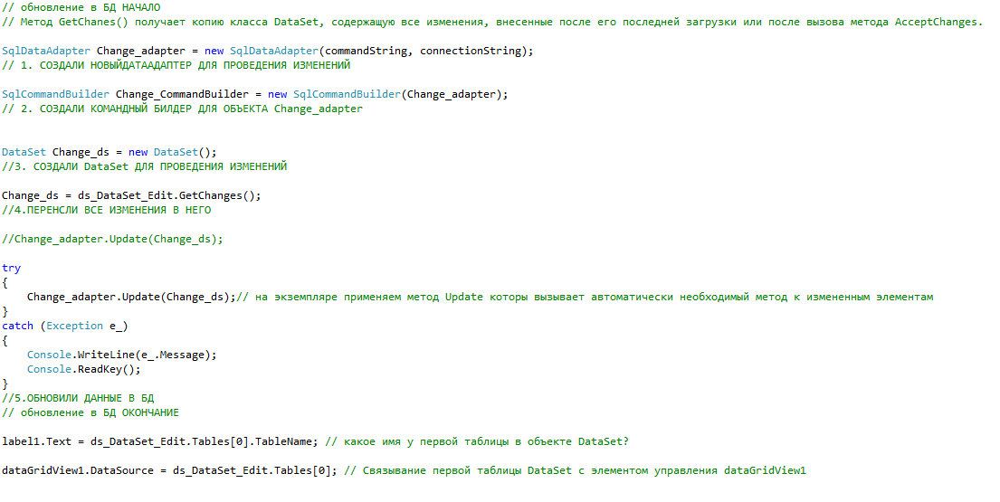 // обновление в БД НАЧАЛО
// Метод GetChanes() получает копию класса DataSet, содержащую все изменения, внесенные после его последней загрузки или после вызова метода AcceptChanges.
SqlDataAdapter Change_adapter = new SqlDataAdapter(commandString, connectionString);
// 1. СОЗДАЛИ НОВЫЙДАТААДАПТЕР ДЛЯ ПРОВЕДЕНИЯ ИЗМЕНЕНИЙ
SqlCommandBuilder Change_CommandBuilder = new SqlCommandBuilder(Change_adapter);
// 2. СОЗДАЛИ КОМАНДНЫЙ БИЛДЕР ДЛЯ ОБЪЕКТА Change_adapter
DataSet Change_ds = new DataSet();
//3. СОЗДАЛИ DataSet ДЛЯ ПРОВЕДЕНИЯ ИЗМЕНЕНИЙ
Change_ds = ds_DataSet_Edit.GetChanges();
//4.ПЕРЕНСЛИ ВСЕ ИЗМЕНЕНИЯ В НЕГО
//Change_adapter.Update(Change_ds);
try
{
Change_adapter.Update(Change_ds);// на экземпляре применяем метод Update которы вызывает автоматически необходимый метод к измененным элементам
}
catch (Exception e_)
{
Console.WriteLine(e_.Message);
Console.ReadKey();
}
//5.ОБНОВИЛИ ДАННЫЕ В БД
// обновление в БД ОКОНЧАНИЕ
label1.Text = ds_DataSet_Edit.Tables[0].TableName; // какое имя у первой таблицы в объекте DataSet?
dataGridView1.DataSource = ds_DataSet_Edit.Tables[0]; // Связывание первой таблицы DataSet с элементом управления dataGridView1